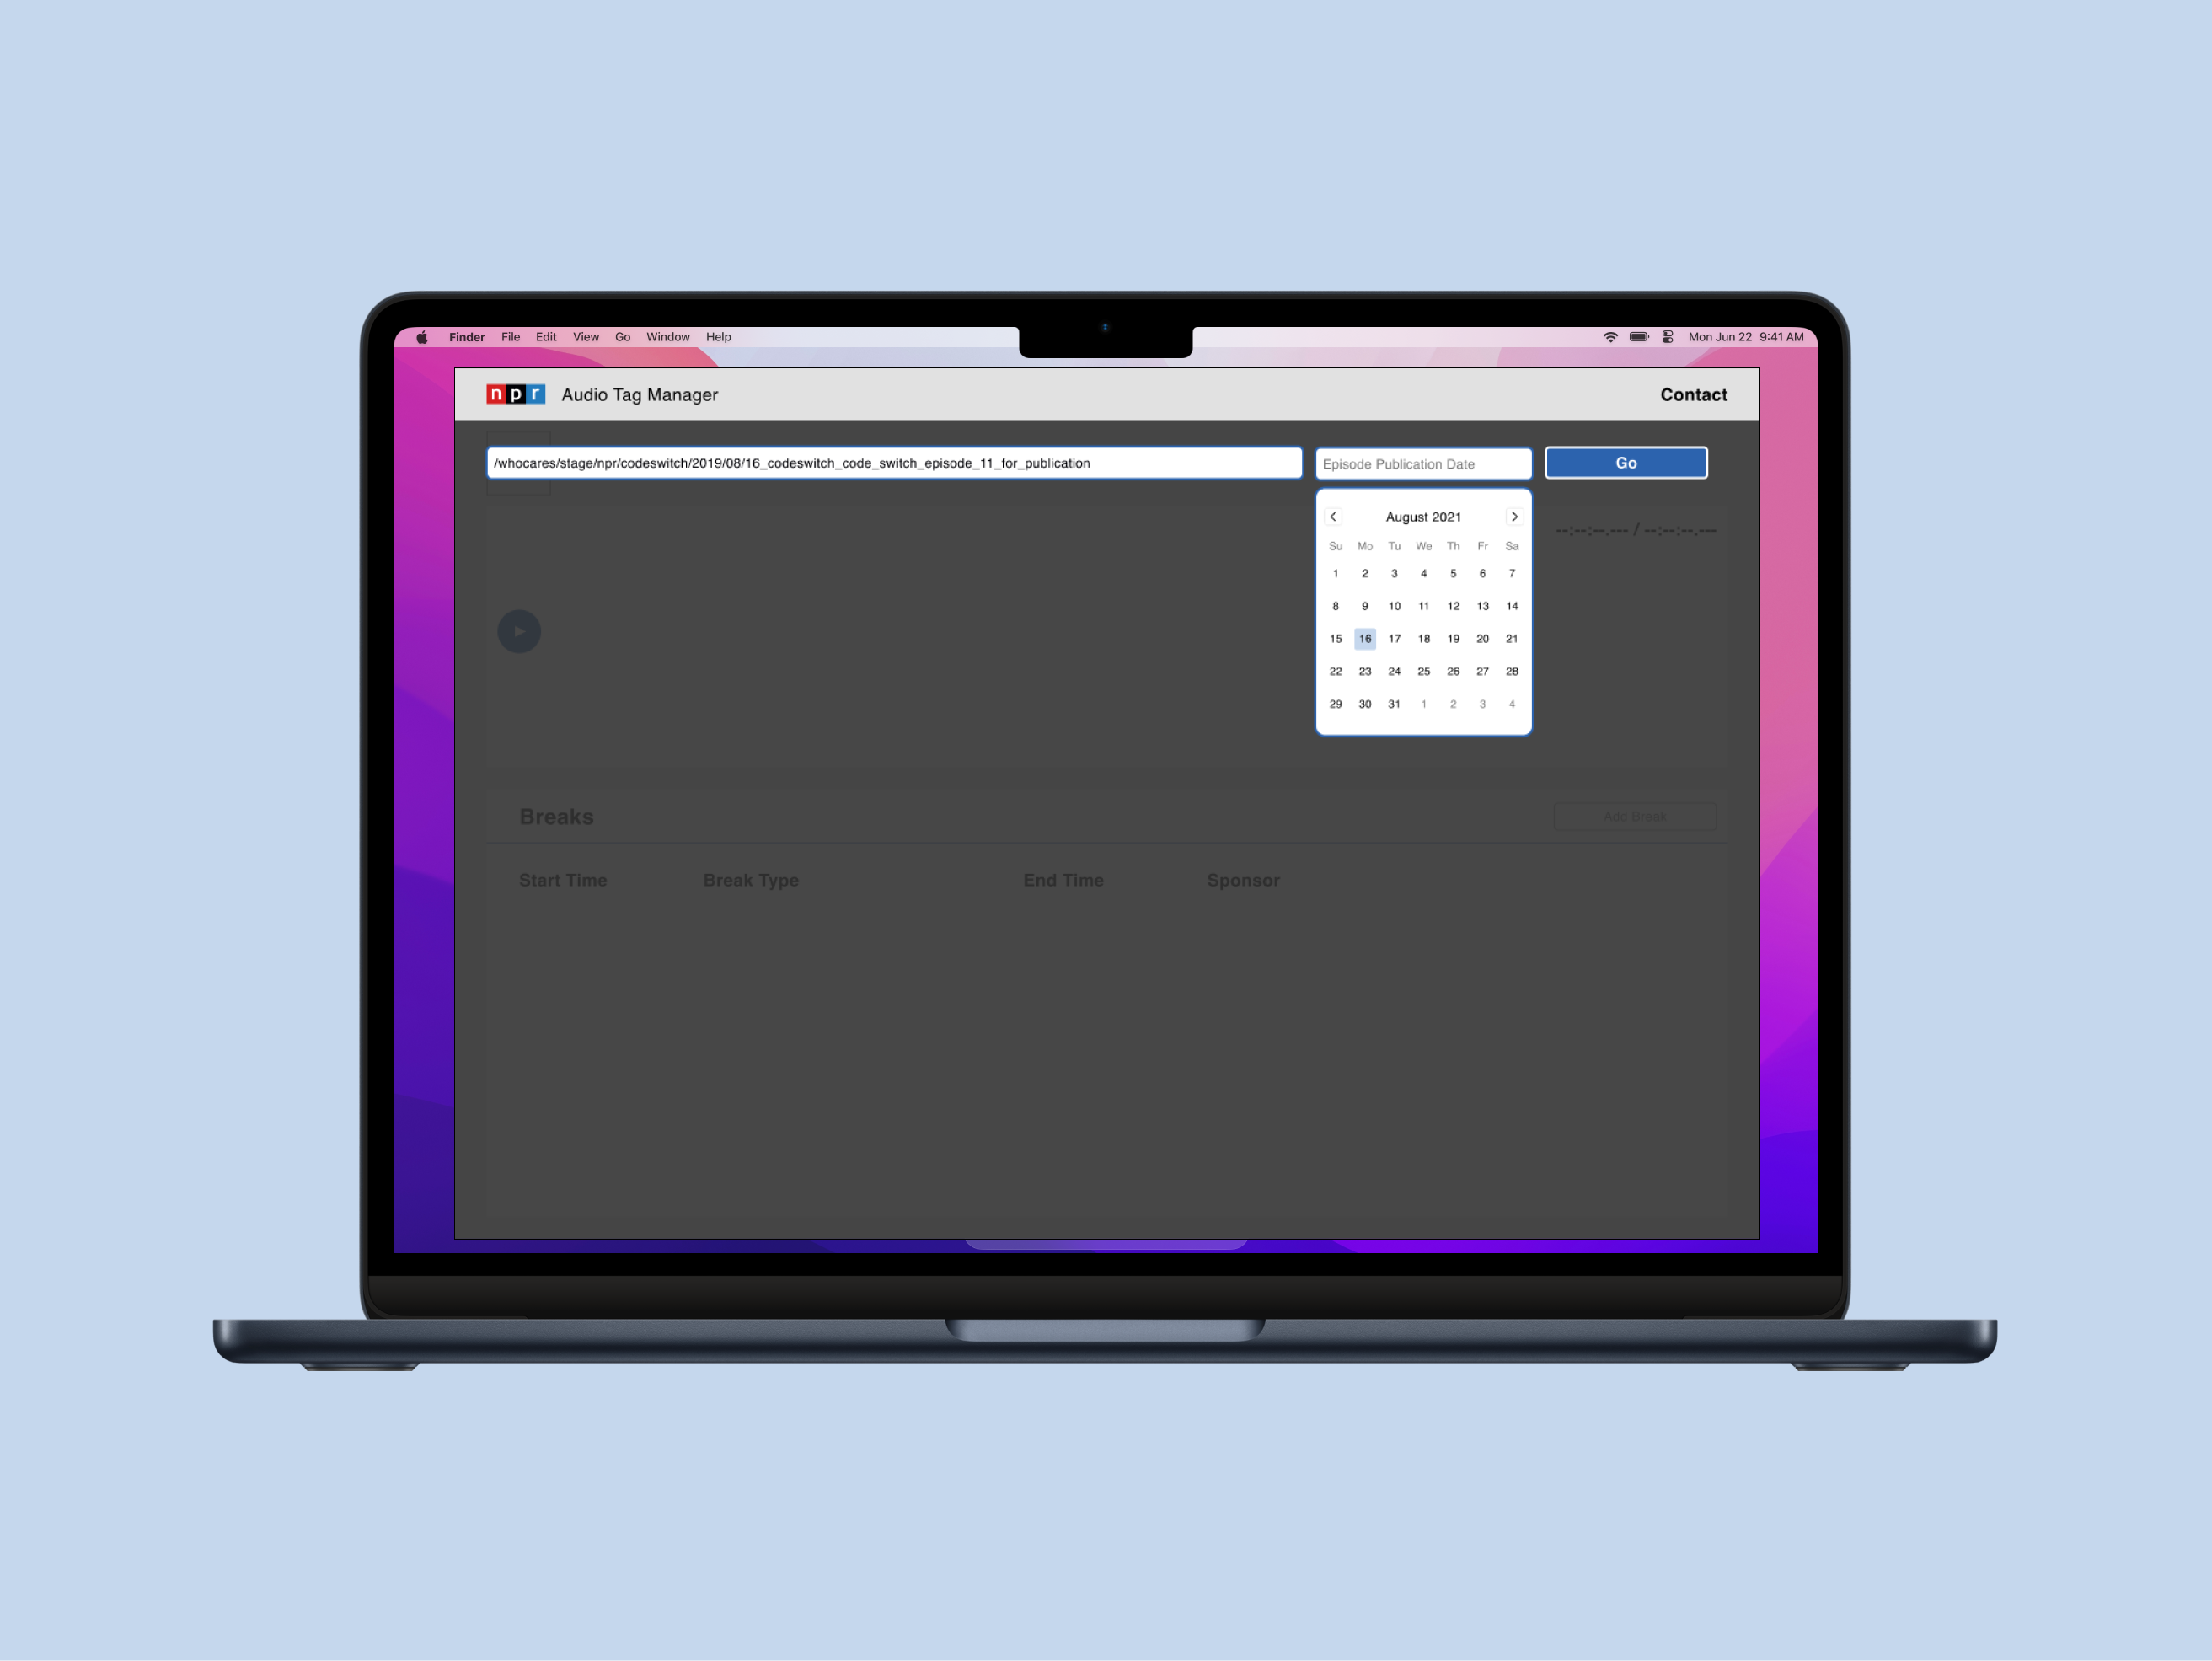 Finder File Edit View Go Window Help Mon Jun 22 9:41 AM
npr Audio Tag Manager Contact
/whocares/stage/npr/codeswitch/2019/08/16_codeswitch_code_switch_episode_11_for_publication
Episode Publication Date
Go
August 2021
Su Mo Tu We Th Fr Sa
1 2 3 4 5 6 7
8 9 10 11 12 13 14
15 16 17 18 19 20 21
22 23 24 25 26 27 28
29 30 31 1 2 3 4
--:--:--.--- / --:--:--.---
Breaks Add Break
Start Time Break Type End Time Sponsor